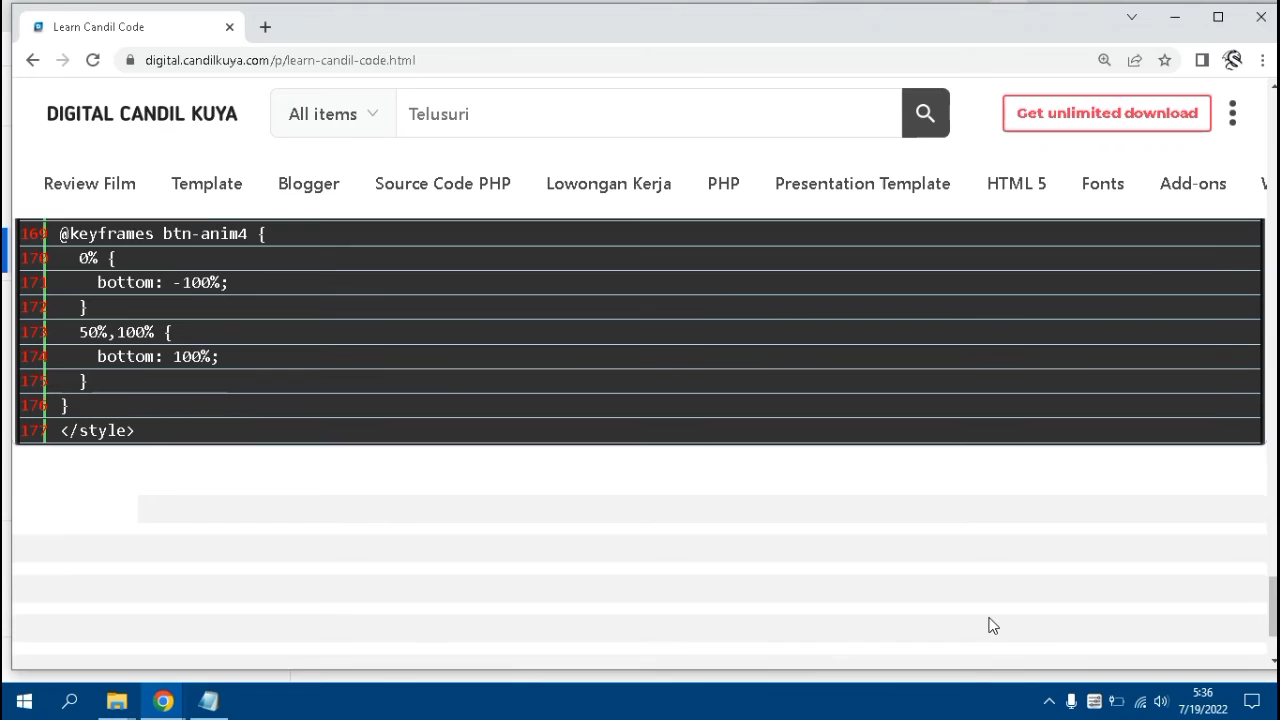 Learn Candil Code
digital.candilkuya.com/p/learn-candil-code.html
DIGITAL CANDIL KUYA All items Telusuri Get unlimited download
Review Film Template Blogger Source Code PHP Lowongan Kerja PHP Presentation Template HTML 5 Fonts Add-ons
169 @keyframes btn-anim4 {
170 0% {
171 bottom: -100%;
172 }
173 50%,100% {
174 bottom: 100%;
175 }
176 }
177 </style>
5:36
7/19/2022